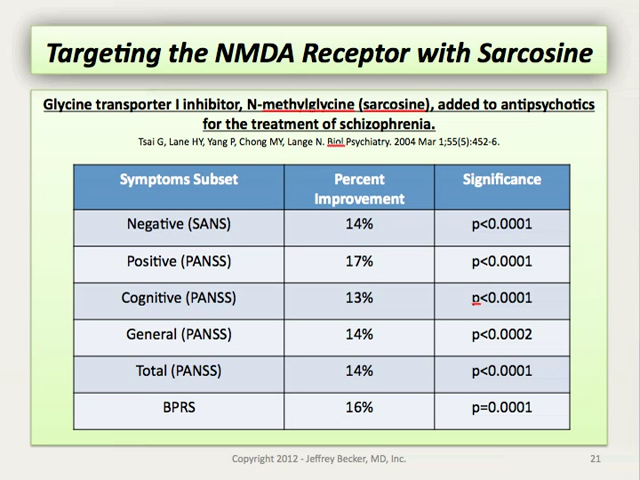 Targeting the NMDA Receptor with Sarcosine
Glycine transporter I inhibitor, N-methylglycine (sarcosine), added to antipsychotics
for the treatment of schizophrenia.
Tsai G, Lane HY, Yang P, Chong MY, Lange N. Biol Psychiatry. 2004 Mar 1;55(5):452-6.
Symptoms Subset Percent Improvement Significance
Negative (SANS) 14% p<0.0001
Positive (PANSS) 17% p<0.0001
Cognitive (PANSS) 13% p<0.0001
General (PANSS) 14% p<0.0002
Total (PANSS) 14% p<0.0001
BPRS 16% p=0.0001
Copyright 2012 - Jeffrey Becker, MD, Inc. 21